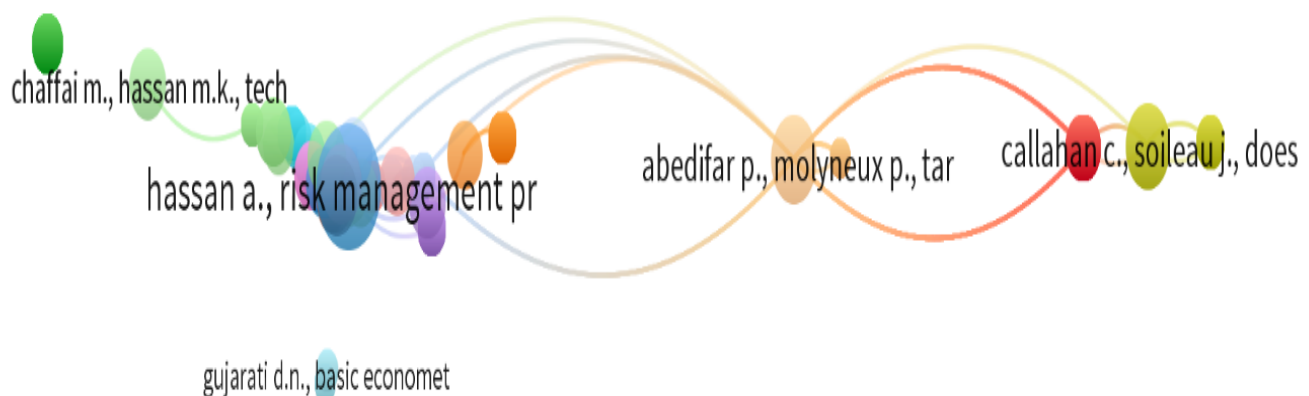 chaffai m., hassan m.k., tech
hassan a., risk management pr
abedifar p., molyneux p., tar
callahan c., soileau j., does
gujarati d.n., basic economet